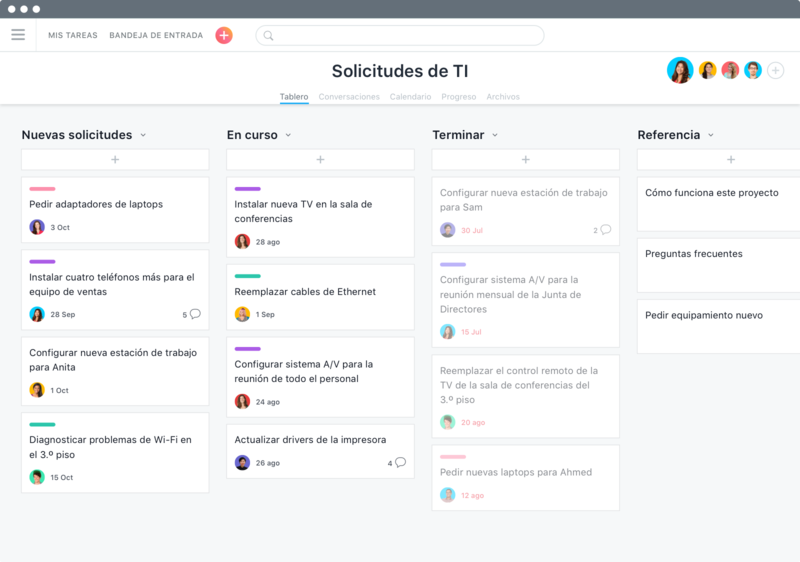 MIS TAREAS BANDEJA DE ENTRADA
Solicitudes de TI
Tablero Conversaciones Calendario Progreso Archivos
Nuevas solicitudes
Pedir adaptadores de laptops
3 Oct
Instalar cuatro teléfonos más para el
equipo de ventas
28 Sep 5
Configurar nueva estación de trabajo
para Anita
1 Oct
Diagnosticar problemas de Wi-Fi en
el 3.º piso
15 Oct
En curso
Instalar nueva TV en la sala de
conferencias
28 ago
Reemplazar cables de Ethernet
1 Sep
Configurar sistema A/V para la
reunión de todo el personal
24 ago
Actualizar drivers de la impresora
26 ago 4
Terminar
Configurar nueva estación de trabajo
para Sam
30 Jul 2
Configurar sistema A/V para la
reunión mensual de la Junta de
Directores
15 Jul
Reemplazar el control remoto de la
TV de la sala de conferencias del
3.º piso
20 ago
Pedir nuevas laptops para Ahmed
12 ago
Referencia
Cómo funciona este proyecto
Preguntas frecuentes
Pedir equipamiento nuevo